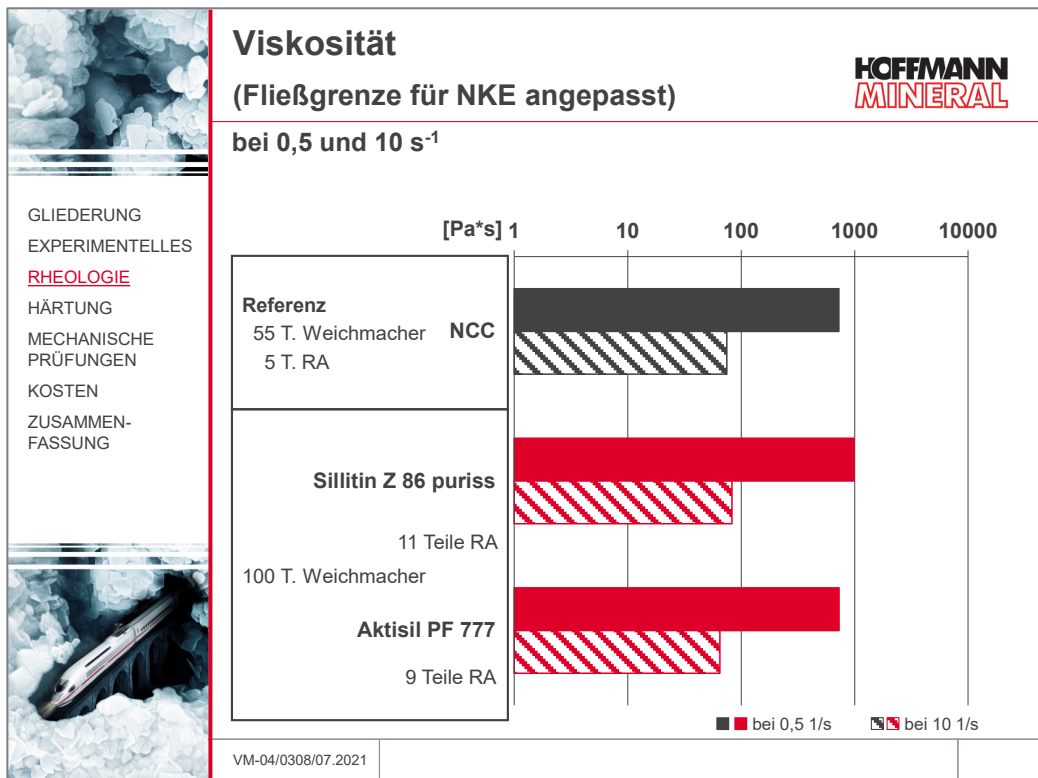 Viskosität
(Fließgrenze für NKE angepasst)
bei 0,5 und 10 s-1
HOFFMANN
MINERAL
GLIEDERUNG
EXPERIMENTELLES
RHEOLOGIE
HÄRTUNG
MECHANISCHE
PRÜFUNGEN
KOSTEN
ZUSAMMEN-
FASSUNG
[Pa*s] 1 10 100 1000 10000
Referenz
55 T. Weichmacher NCC
5 T. RA
Sillitin Z 86 puriss
11 Teile RA
100 T. Weichmacher
Aktisil PF 777
9 Teile RA
bei 0,5 1/s bei 10 1/s
VM-04/0308/07.2021